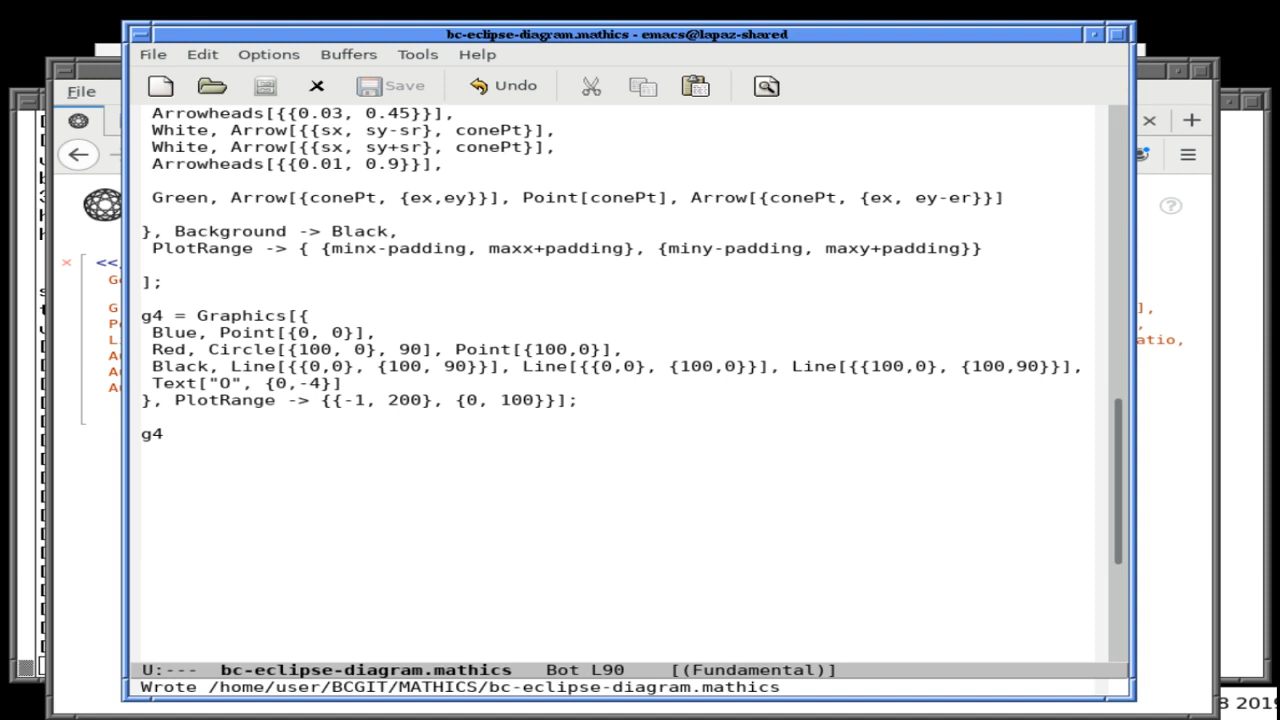 bc-eclipse-diagram.mathics - emacs@lapaz-shared
File Edit Options Buffers Tools Help
Save Undo
File
Arrowheads[{{0.03, 0.45}}],
White, Arrow[{{sx, sy-sr}, conePt}],
White, Arrow[{{sx, sy+sr}, conePt}],
Arrowheads[{{0.01, 0.9}}],
Green, Arrow[{conePt, {ex,ey}}], Point[conePt], Arrow[{conePt, {ex, ey-er}}]
}, Background -> Black,
PlotRange -> { {minx-padding, maxx+padding}, {miny-padding, maxy+padding}}
];
g4 = Graphics[{
Blue, Point[{0, 0}],
Red, Circle[{100, 0}, 90], Point[{100,0}],
Black, Line[{{0,0}, {100, 90}}], Line[{{0,0}, {100,0}}], Line[{{100,0}, {100,90}}],
Text["O", {0,-4}]
}, PlotRange -> {{-1, 200}, {0, 100}}];
g4
<<
],
atio,
U:--- bc-eclipse-diagram.mathics Bot L90 [(Fundamental)]
Wrote /home/user/BCGIT/MATHICS/bc-eclipse-diagram.mathics